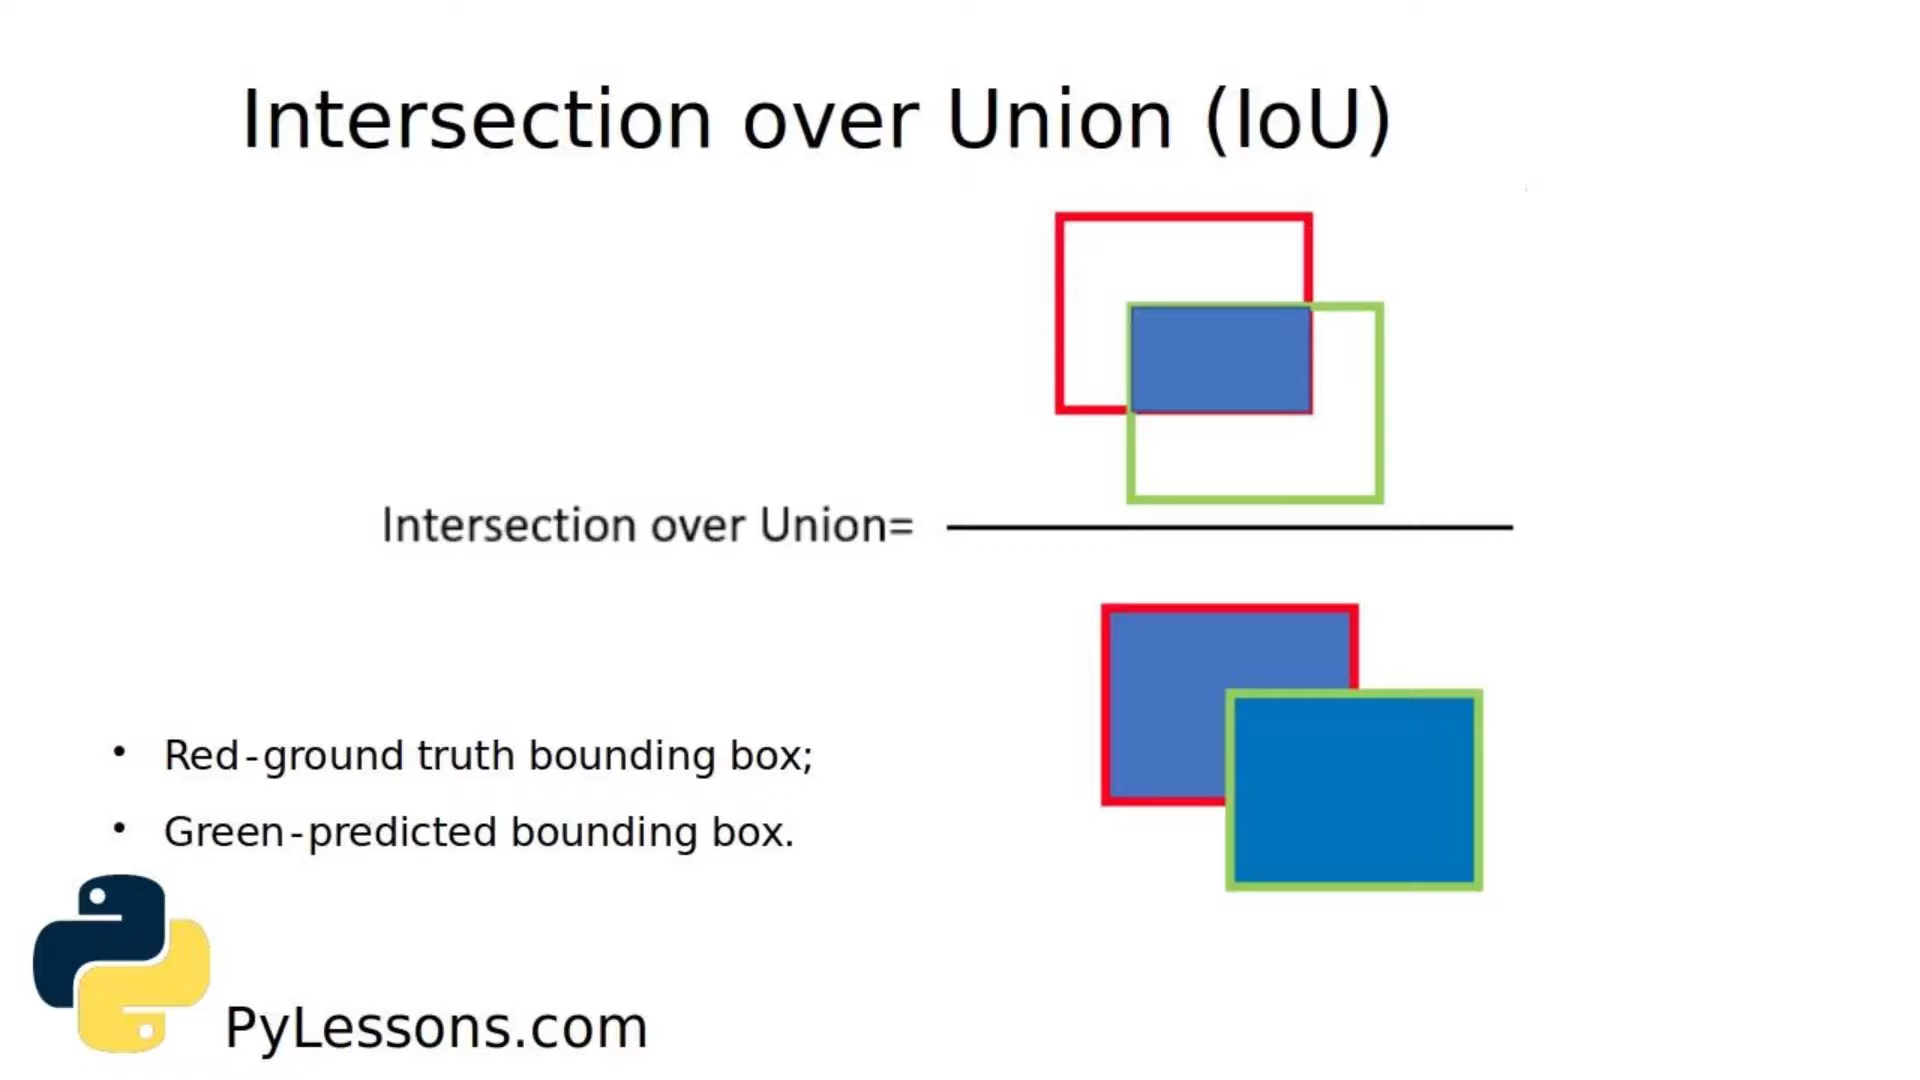 Intersection over Union (IoU)
Intersection over Union=
• Red-ground truth bounding box;
• Green-predicted bounding box.
PyLessons.com